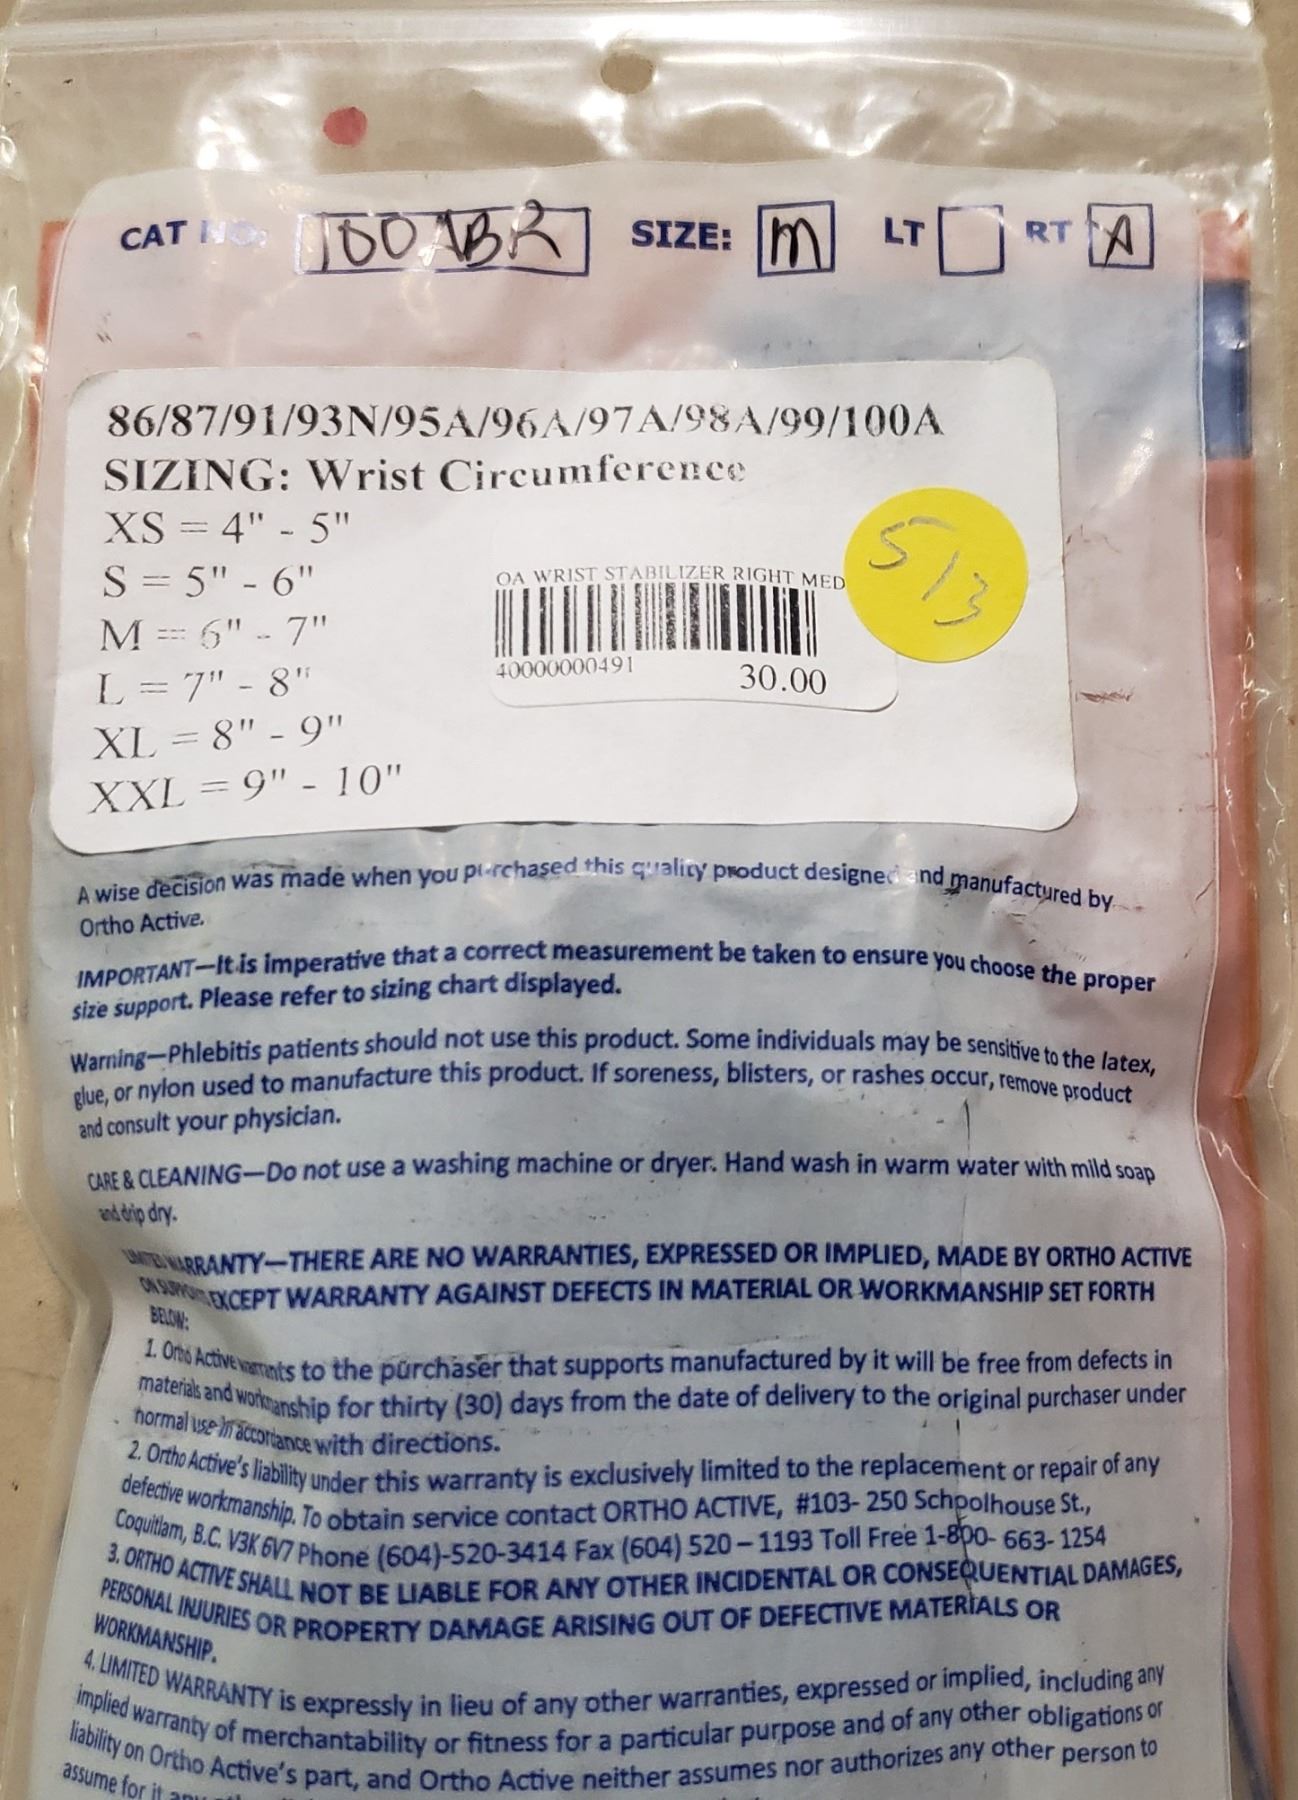 CAT NO: 100ABR SIZE: M LT RT
86/87/91/93N/95A/96A/97A/98A/99/100A
SIZING: Wrist Circumference
XS = 4" - 5"
S = 5" - 6"
M = 6" - 7"
L = 7" - 8"
XL = 8" - 9"
XXL = 9" - 10"
OA WRIST STABILIZER RIGHT MED
40000000491 30.00
513
A wise decision was made when you purchased this quality product designed and manufactured by
Ortho Active.
IMPORTANT—It is imperative that a correct measurement be taken to ensure you choose the proper
size support. Please refer to sizing chart displayed.
Warning—Phlebitis patients should not use this product. Some individuals may be sensitive to the latex,
glue, or nylon used to manufacture this product. If soreness, blisters, or rashes occur, remove product
and consult your physician.
CARE & CLEANING—Do not use a washing machine or dryer. Hand wash in warm water with mild soap
and drip dry.
LIMITED WARRANTY—THERE ARE NO WARRANTIES, EXPRESSED OR IMPLIED, MADE BY ORTHO ACTIVE
ON SUPPORTS EXCEPT WARRANTY AGAINST DEFECTS IN MATERIAL OR WORKMANSHIP SET FORTH
BELOW:
1. Ortho Active warrants to the purchaser that supports manufactured by it will be free from defects in
materials and workmanship for thirty (30) days from the date of delivery to the original purchaser under
normal use in accordance with directions.
2. Ortho Active's liability under this warranty is exclusively limited to the replacement or repair of any
defective workmanship. To obtain service contact ORTHO ACTIVE, #103- 250 Schoolhouse St.,
Coquitlam, B.C. V3K 6V7 Phone (604)-520-3414 Fax (604) 520 – 1193 Toll Free 1-800- 663- 1254
3. ORTHO ACTIVE SHALL NOT BE LIABLE FOR ANY OTHER INCIDENTAL OR CONSEQUENTIAL DAMAGES,
PERSONAL INJURIES OR PROPERTY DAMAGE ARISING OUT OF DEFECTIVE MATERIALS OR
WORKMANSHIP.
4. LIMITED WARRANTY is expressly in lieu of any other warranties, expressed or implied, including any
implied warranty of merchantability or fitness for a particular purpose and of any other obligations or
liability on Ortho Active's part, and Ortho Active neither assumes nor authorizes any other person to
assume for it any